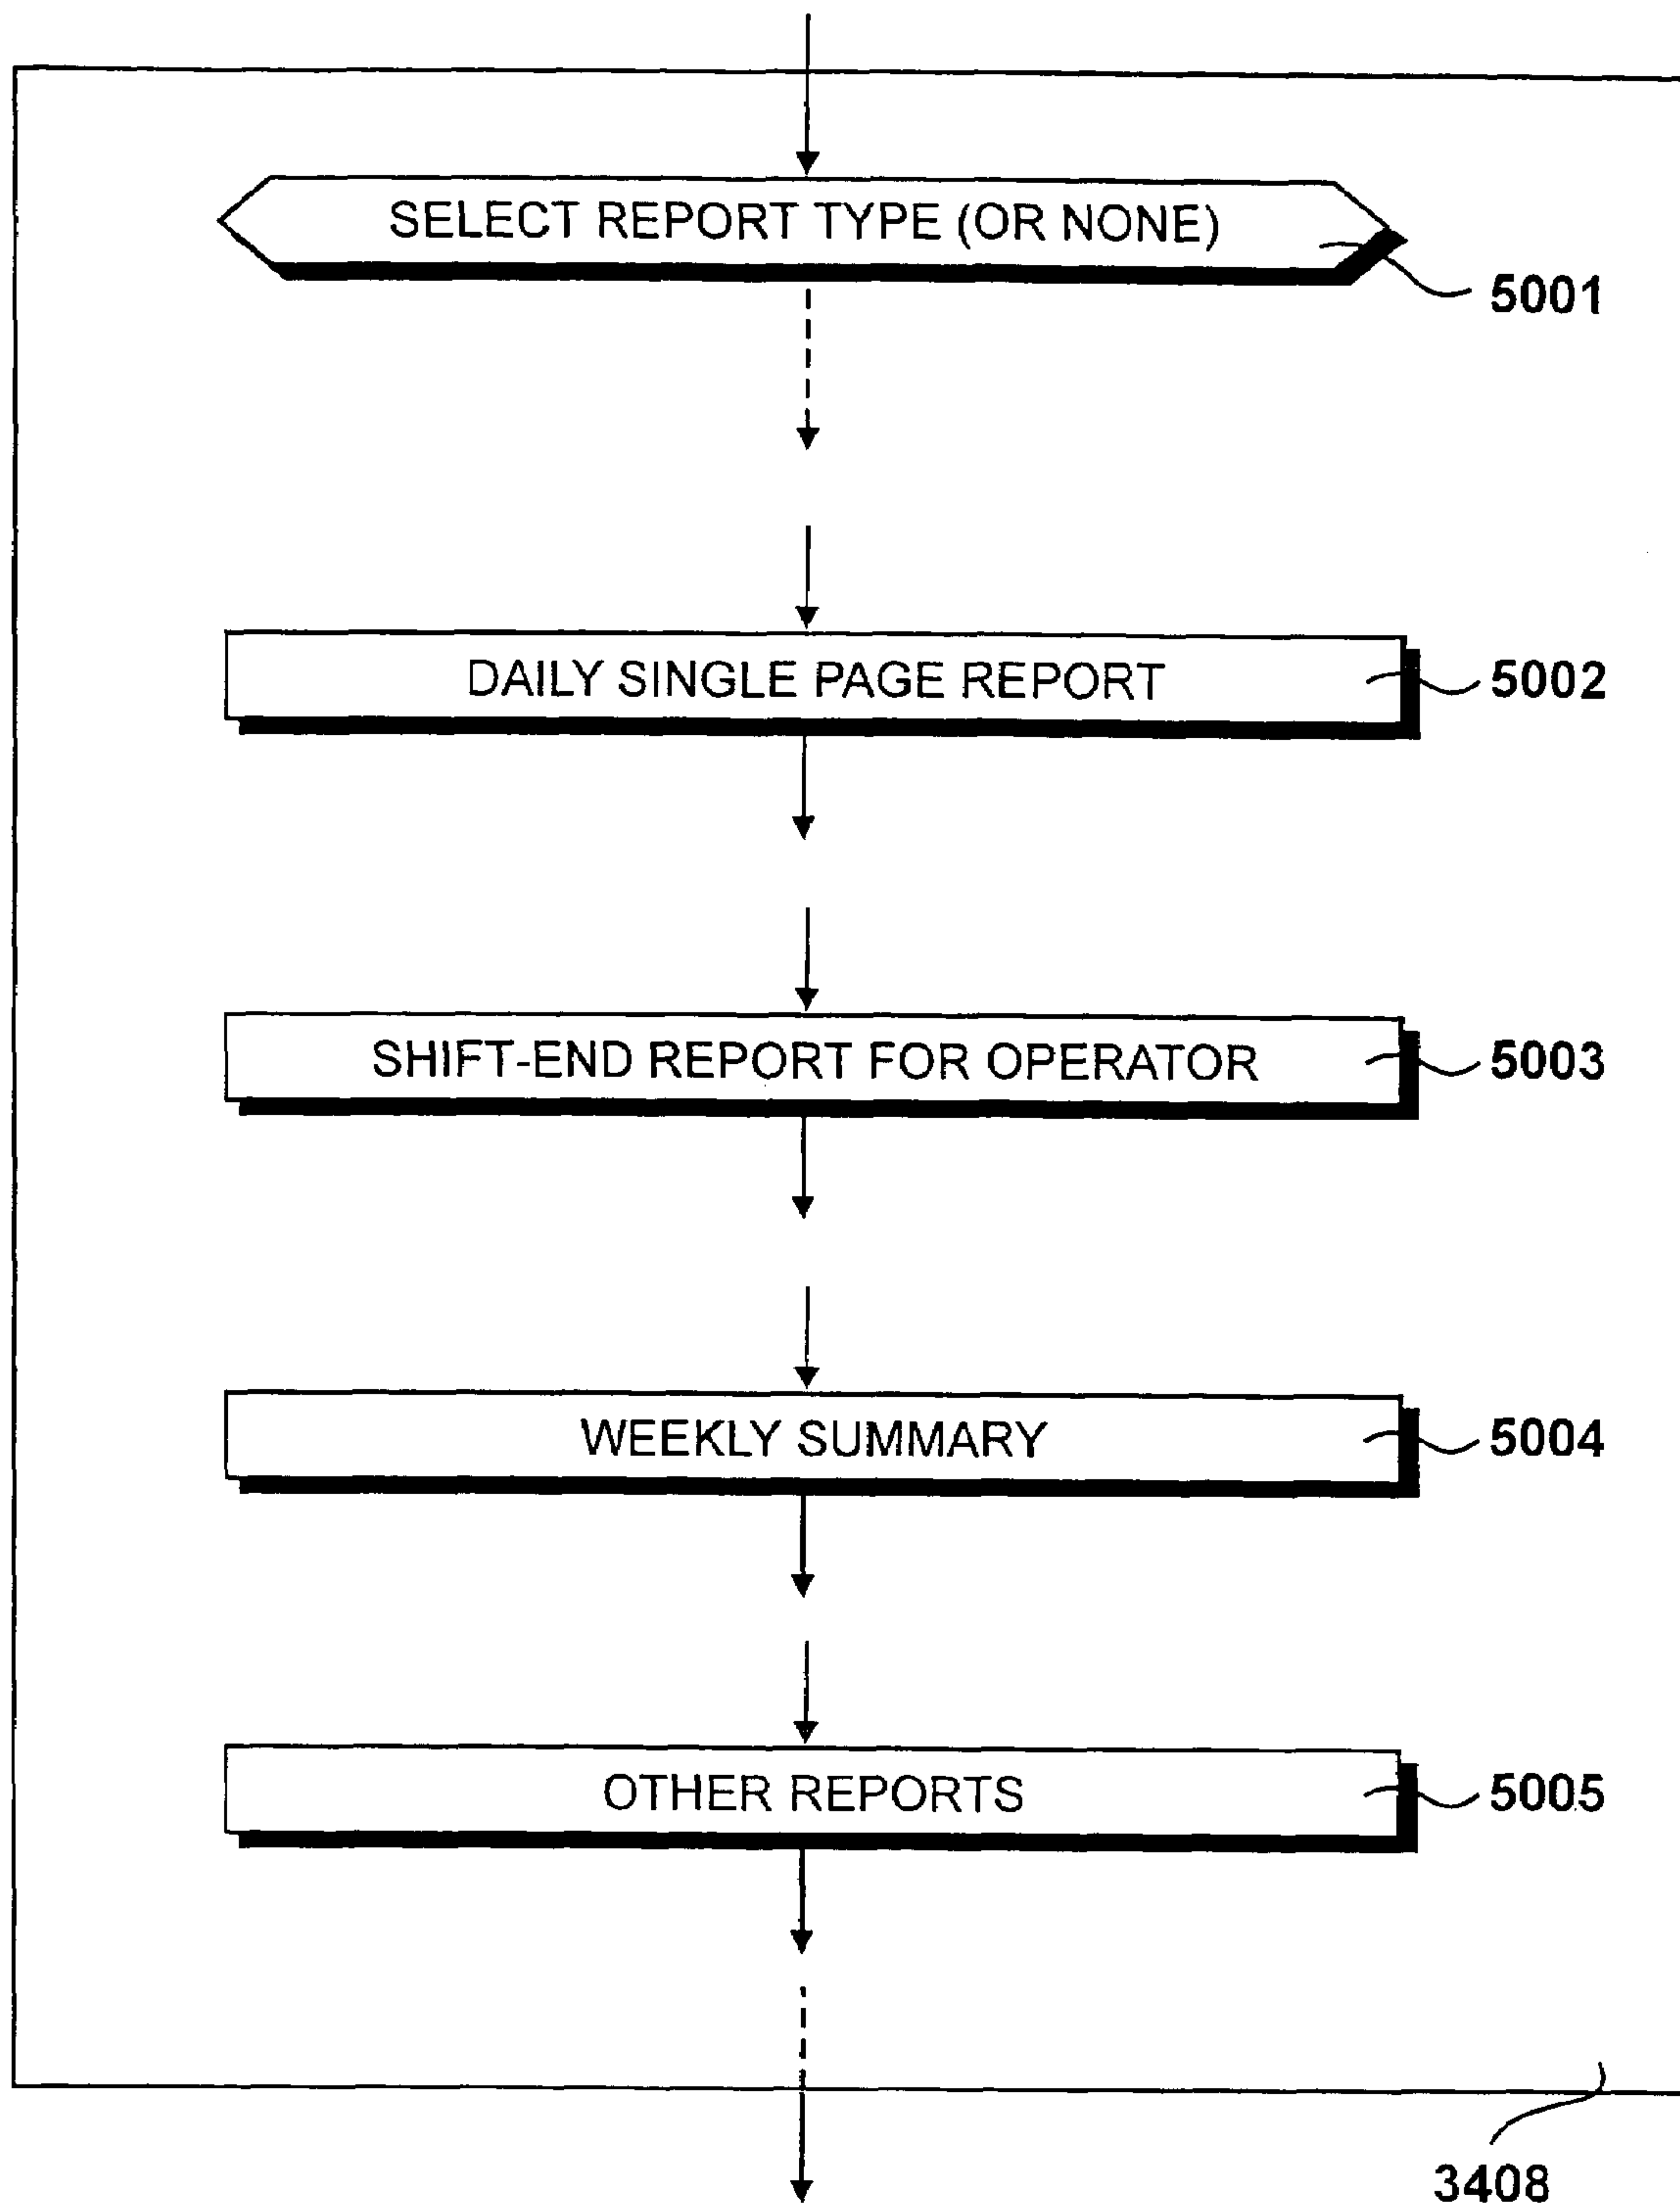 SELECT REPORT TYPE (OR NONE)
5001
DAILY SINGLE PAGE REPORT
5002
SHIFT-END REPORT FOR OPERATOR
5003
WEEKLY SUMMARY
5004
OTHER REPORTS
5005
3408